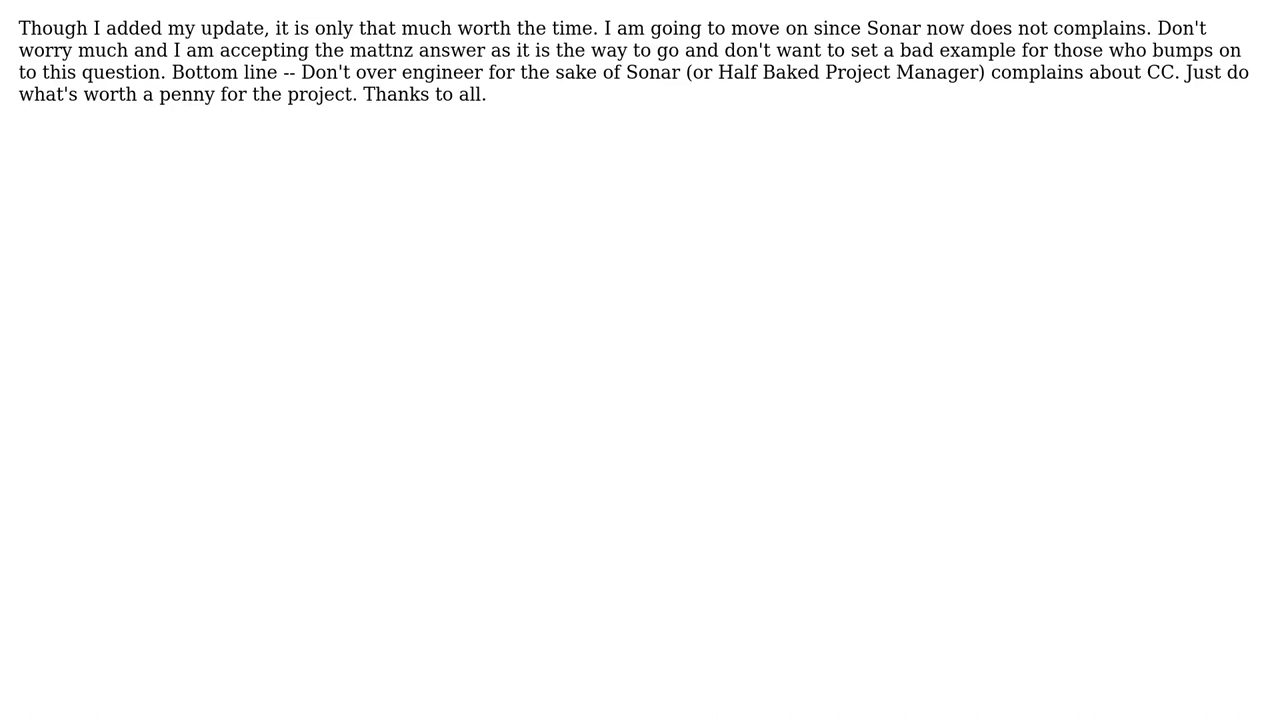 Though I added my update, it is only that much worth the time. I am going to move on since Sonar now does not complains. Don't
worry much and I am accepting the mattnz answer as it is the way to go and don't want to set a bad example for those who bumps on
to this question. Bottom line -- Don't over engineer for the sake of Sonar (or Half Baked Project Manager) complains about CC. Just do
what's worth a penny for the project. Thanks to all.